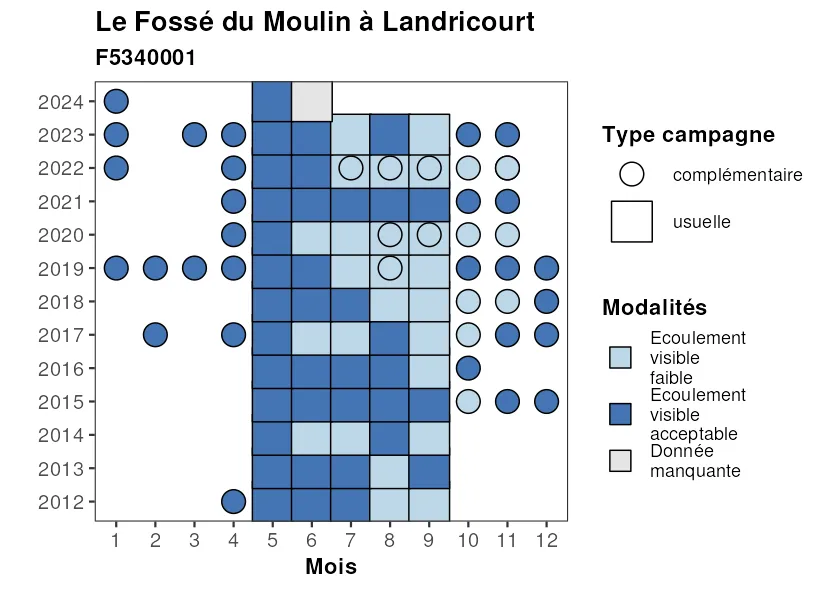 Le Fossé du Moulin à Landricourt
F5340001
2024
2023
2022
2021
2020
2019
2018
2017
2016
2015
2014
2013
2012
1 2 3 4 5 6 7 8 9 10 11 12
Mois
Type campagne
complémentaire
usuelle
Modalités
Ecoulement
visible
faible
Ecoulement
visible
acceptable
Donnée
manquante